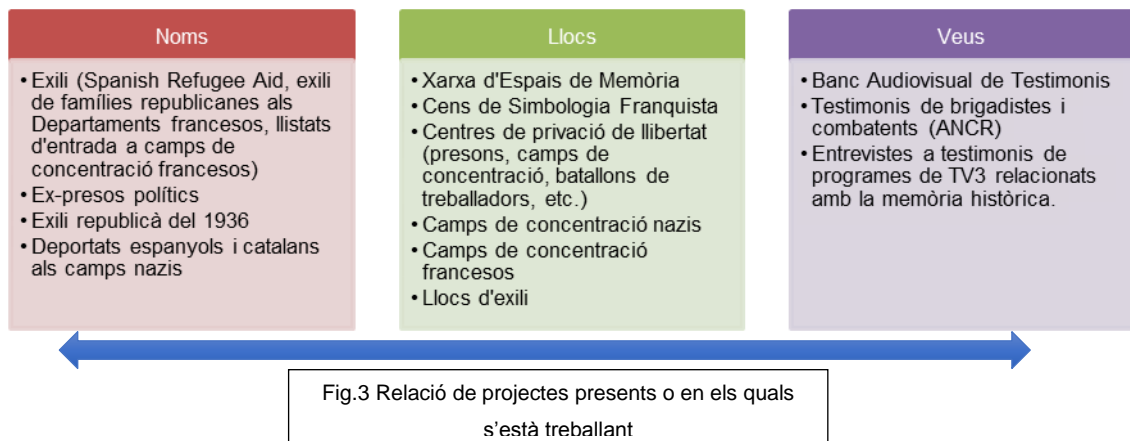 Noms
• Exili (Spanish Refugee Aid, exili
de famílies republicanes als
Departaments francesos, llistats
d'entrada a camps de
concentració francesos)
• Ex-presos polítics
• Exili republicà del 1936
• Deportats espanyols i catalans
als camps nazis
Llocs
• Xarxa d'Espais de Memòria
• Cens de Simbologia Franquista
• Centres de privació de llibertat
(presons, camps de
concentració, batallons de
treballadors, etc.)
• Camps de concentració nazis
• Camps de concentració
francesos
• Llocs d'exili
Veus
• Banc Audiovisual de Testimonis
• Testimonis de brigadistes i
combatents (ANCR)
• Entrevistes a testimonis de
programes de TV3 relacionats
amb la memòria històrica.
Fig.3 Relació de projectes presents o en els quals
s'està treballant